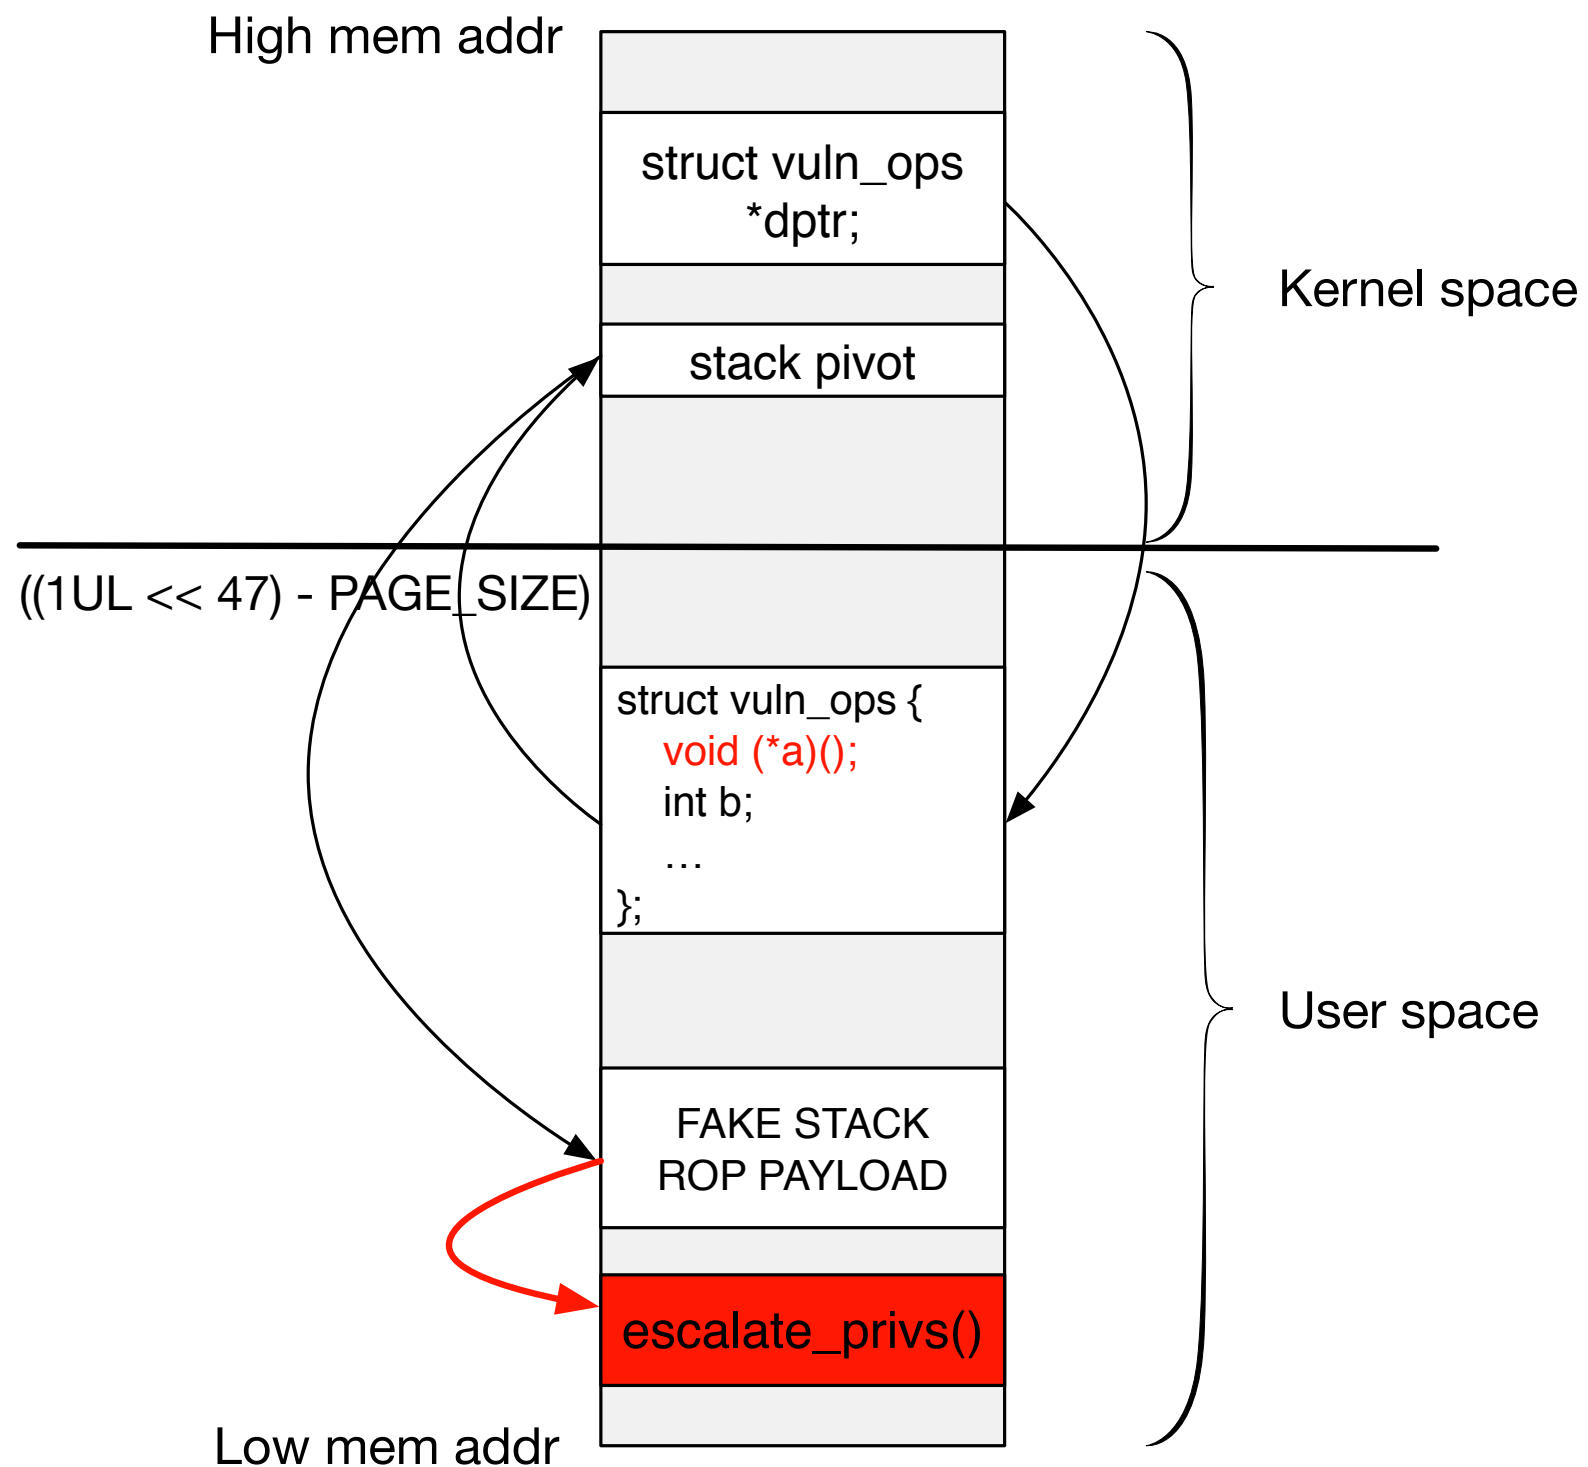 High mem addr
struct vuln_ops
*dptr;
Kernel space
stack pivot
((1UL << 47) - PAGE_SIZE)
struct vuln_ops {
void (*a)();
int b;
…
};
User space
FAKE STACK
ROP PAYLOAD
escalate_privs()
Low mem addr